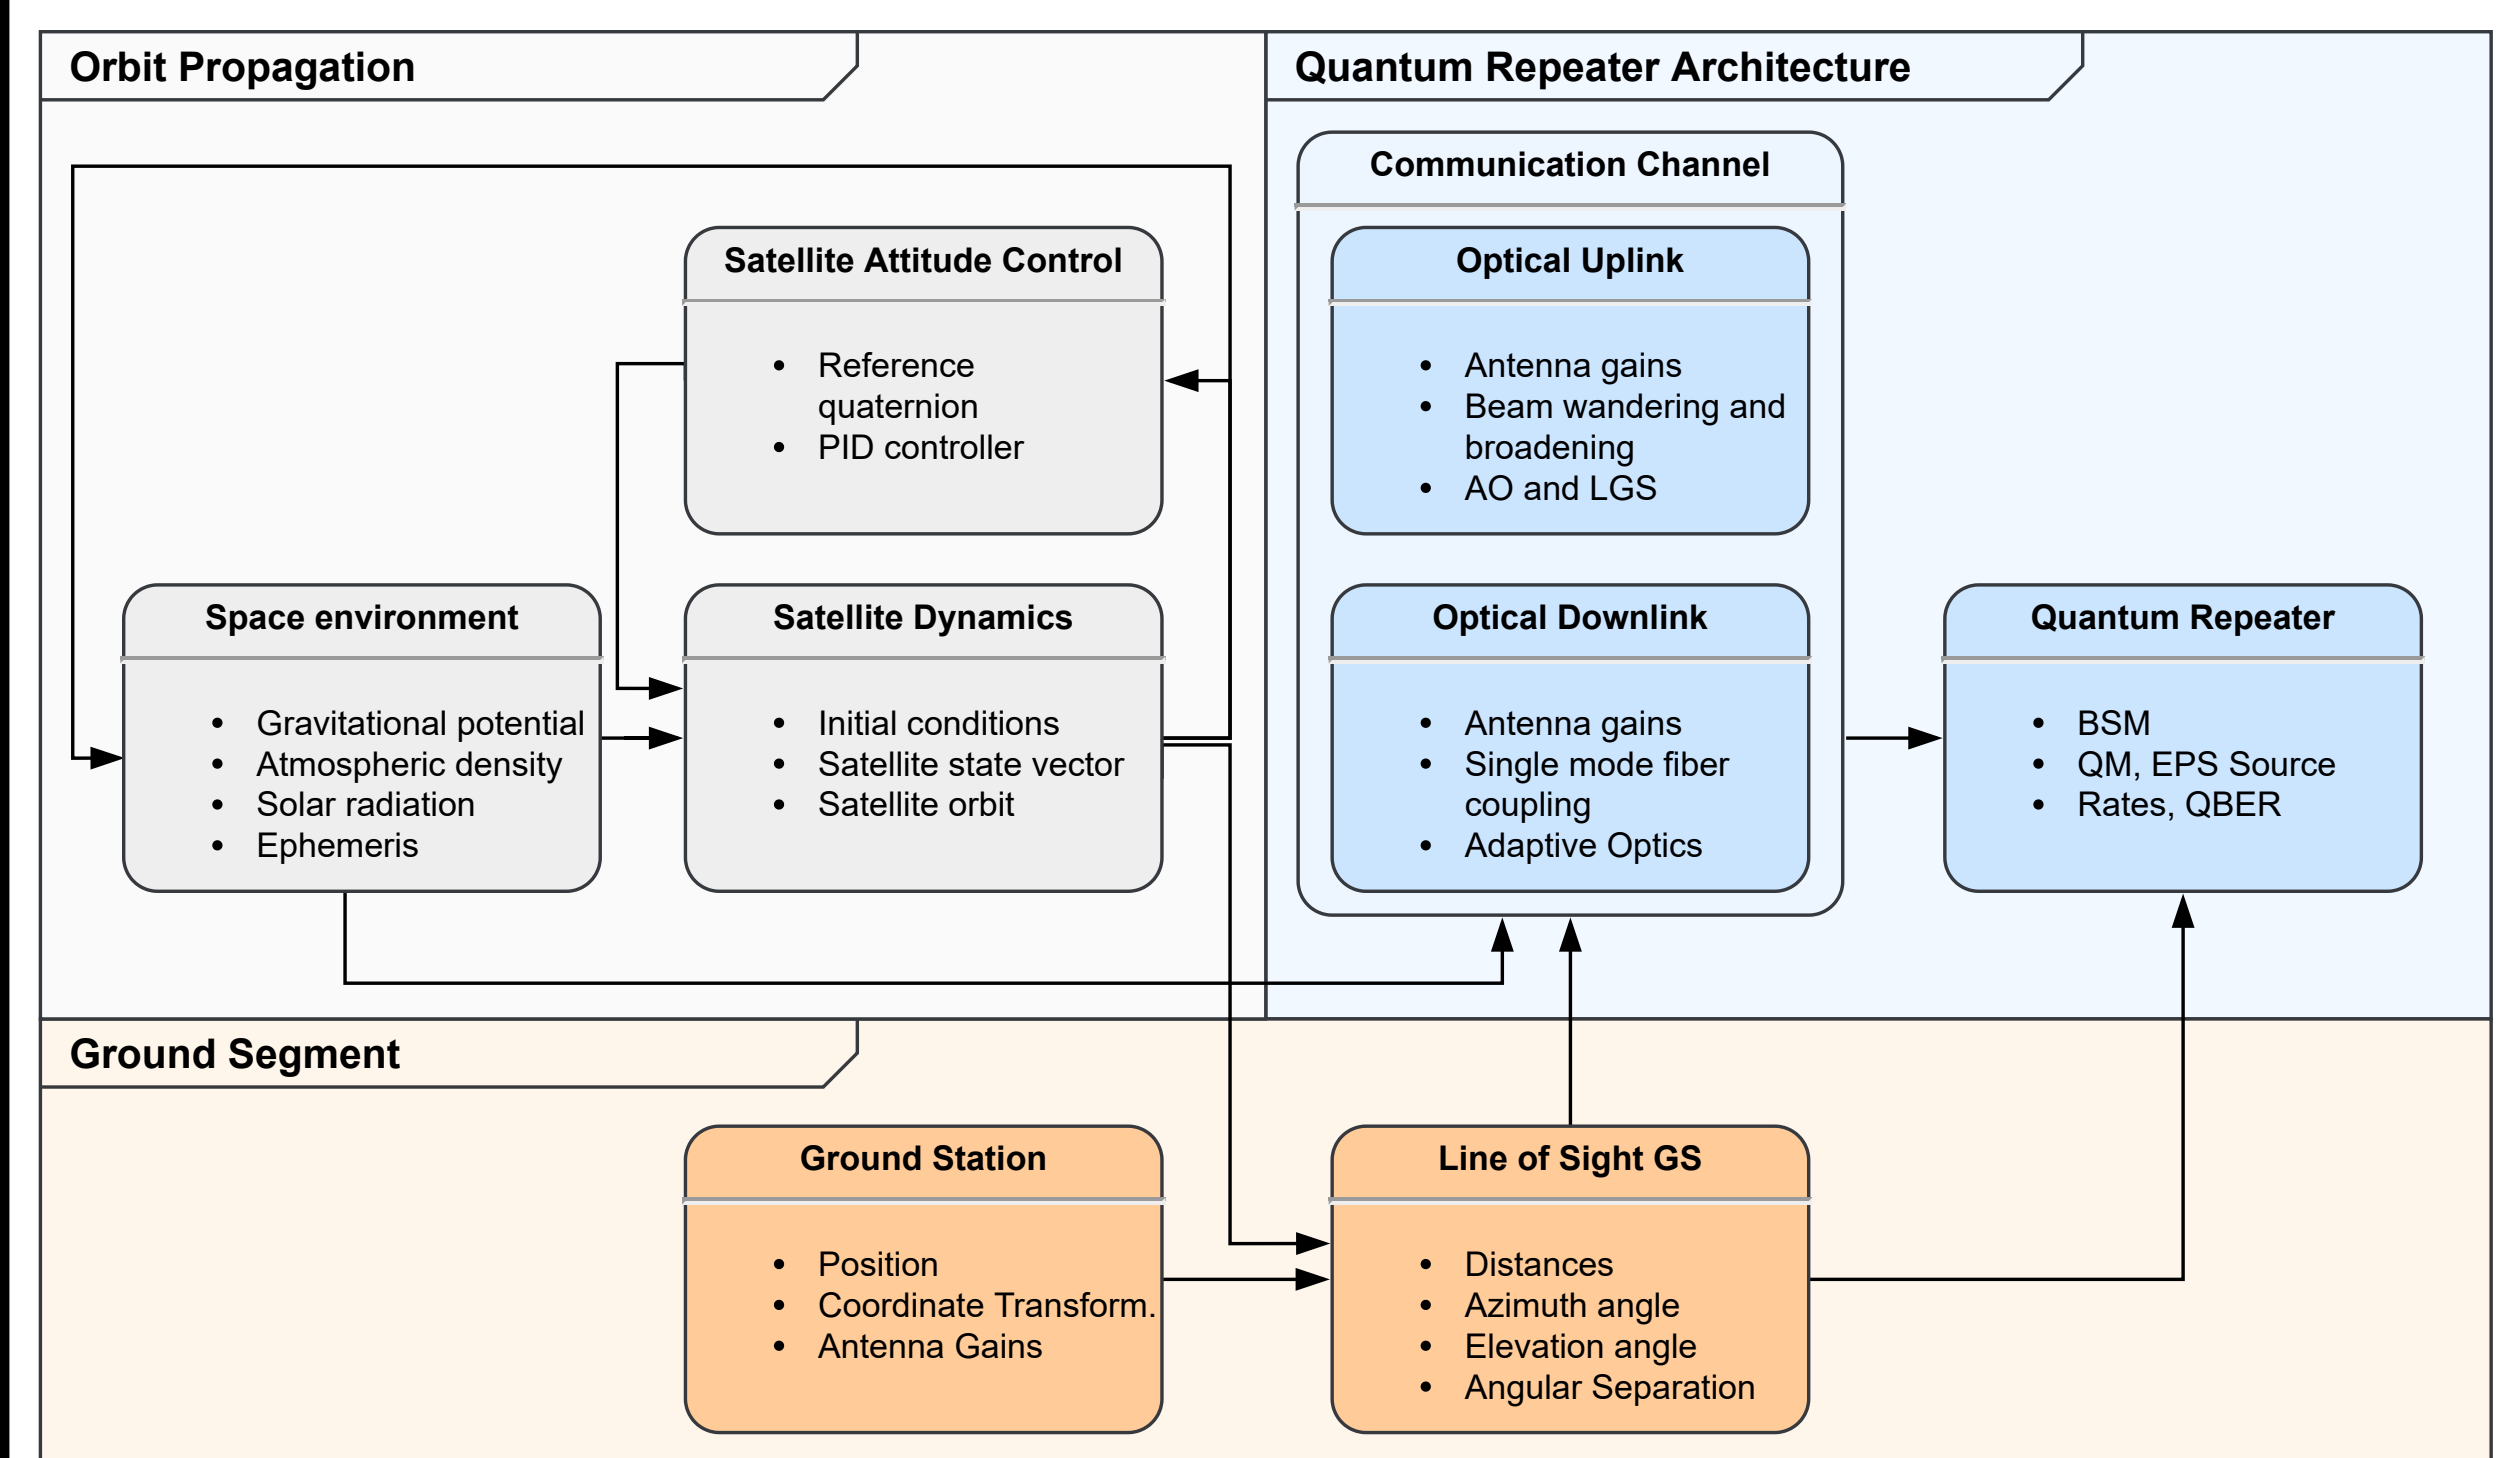 Orbit Propagation
Quantum Repeater Architecture
Communication Channel
Satellite Attitude Control
• Reference
quaternion
• PID controller
Optical Uplink
• Antenna gains
• Beam wandering and
broadening
• AO and LGS
Space environment
• Gravitational potential
• Atmospheric density
• Solar radiation
• Ephemeris
Satellite Dynamics
• Initial conditions
• Satellite state vector
• Satellite orbit
Optical Downlink
• Antenna gains
• Single mode fiber
coupling
• Adaptive Optics
Quantum Repeater
• BSM
• QM, EPS Source
• Rates, QBER
Ground Segment
Ground Station
• Position
• Coordinate Transform.
• Antenna Gains
Line of Sight GS
• Distances
• Azimuth angle
• Elevation angle
• Angular Separation